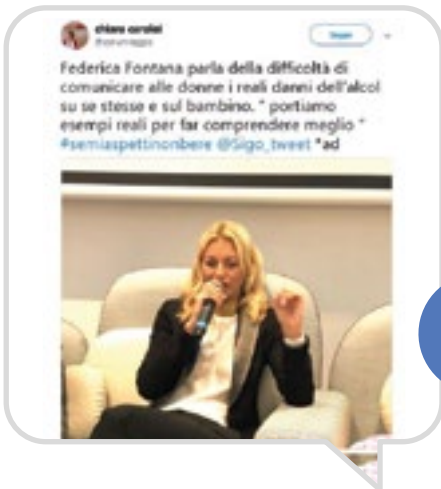 Federica Fontana parla della difficoltà di
comunicare alle donne i reali danni dell'alcol
su se stesse e sul bambino. " portiamo
esempi reali per far comprendere meglio "
#semiaspettinonbere @Sigo_tweet "ad